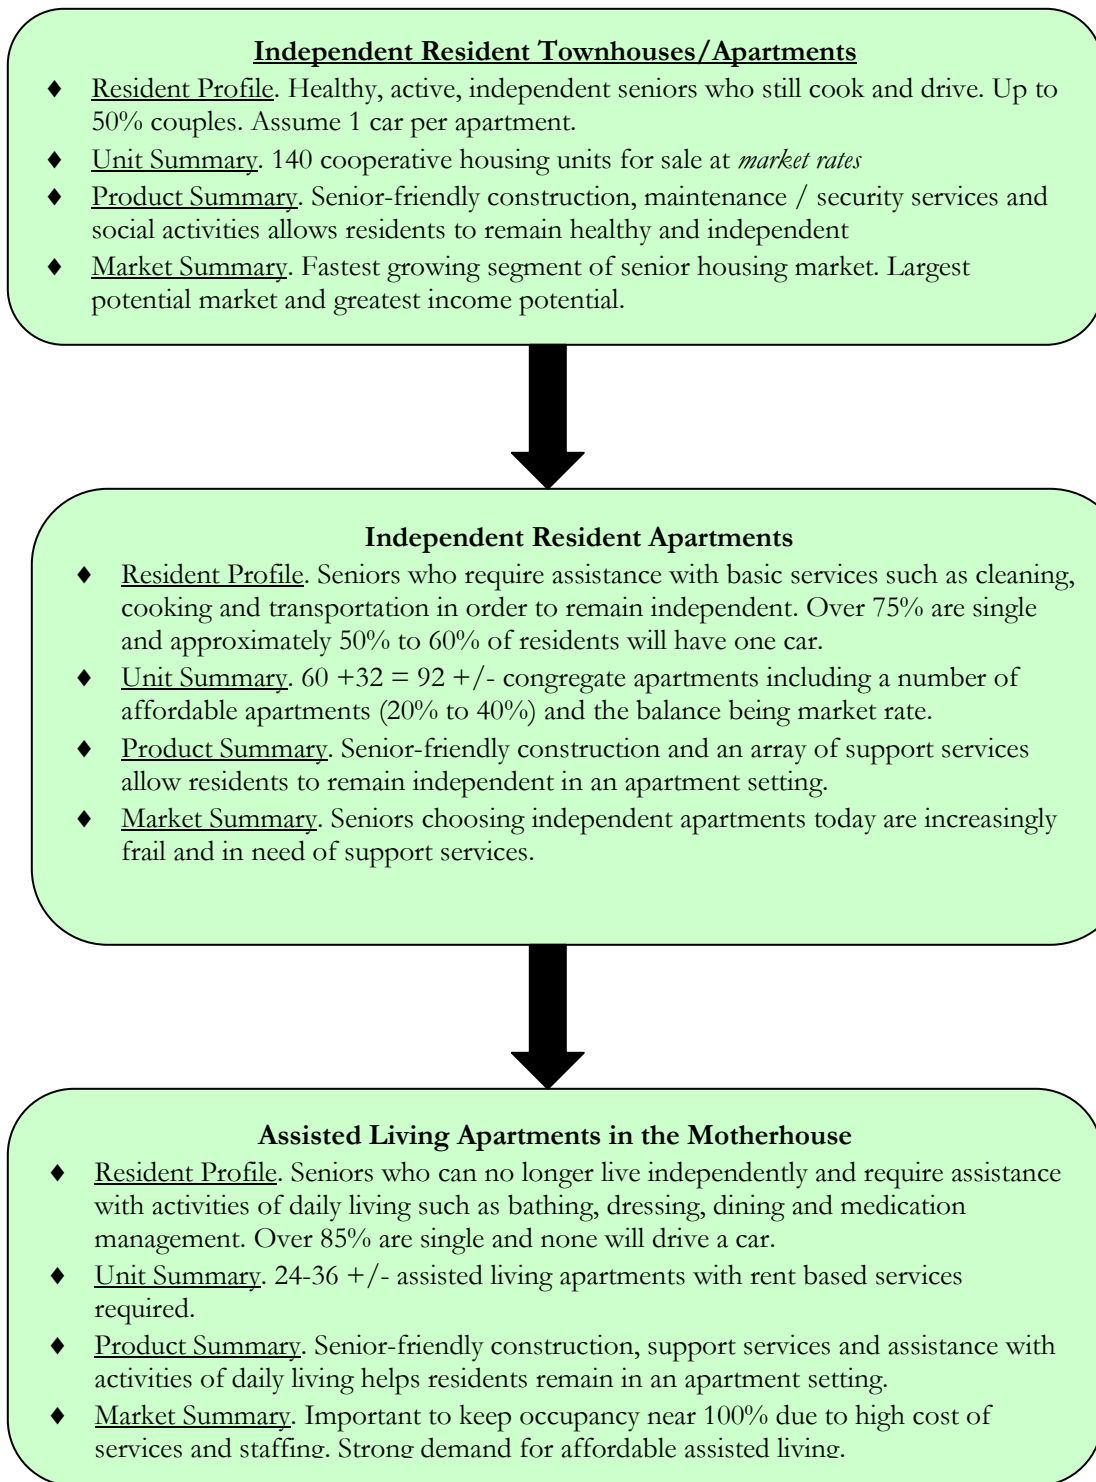 Independent Resident Townhouses/Apartments
♦ Resident Profile. Healthy, active, independent seniors who still cook and drive. Up to
50% couples. Assume 1 car per apartment.
♦ Unit Summary. 140 cooperative housing units for sale at market rates
♦ Product Summary. Senior-friendly construction, maintenance / security services and
social activities allows residents to remain healthy and independent
♦ Market Summary. Fastest growing segment of senior housing market. Largest
potential market and greatest income potential.
Independent Resident Apartments
♦ Resident Profile. Seniors who require assistance with basic services such as cleaning,
cooking and transportation in order to remain independent. Over 75% are single
and approximately 50% to 60% of residents will have one car.
♦ Unit Summary. 60 +32 = 92 +/- congregate apartments including a number of
affordable apartments (20% to 40%) and the balance being market rate.
♦ Product Summary. Senior-friendly construction and an array of support services
allow residents to remain independent in an apartment setting.
♦ Market Summary. Seniors choosing independent apartments today are increasingly
frail and in need of support services.
Assisted Living Apartments in the Motherhouse
♦ Resident Profile. Seniors who can no longer live independently and require assistance
with activities of daily living such as bathing, dressing, dining and medication
management. Over 85% are single and none will drive a car.
♦ Unit Summary. 24-36 +/- assisted living apartments with rent based services
required.
♦ Product Summary. Senior-friendly construction, support services and assistance with
activities of daily living helps residents remain in an apartment setting.
♦ Market Summary. Important to keep occupancy near 100% due to high cost of
services and staffing. Strong demand for affordable assisted living.